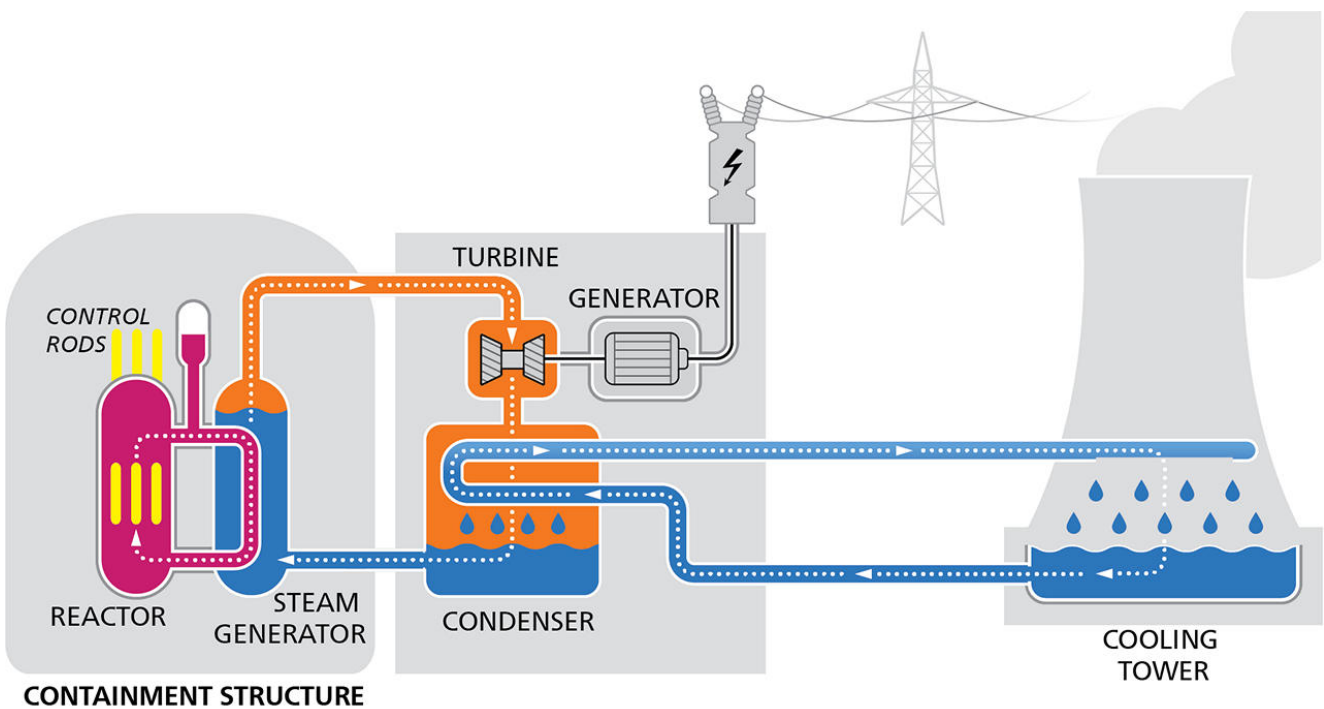 TURBINE
GENERATOR
CONTROL
RODS
REACTOR
STEAM
GENERATOR
CONDENSER
COOLING
TOWER
CONTAINMENT STRUCTURE